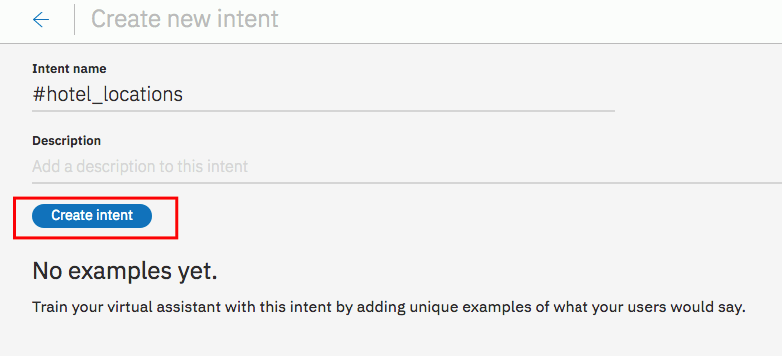 Create new intent
Intent name
#hotel_locations
Description
Add a description to this intent
Create intent
No examples yet.
Train your virtual assistant with this intent by adding unique examples of what your users would say.